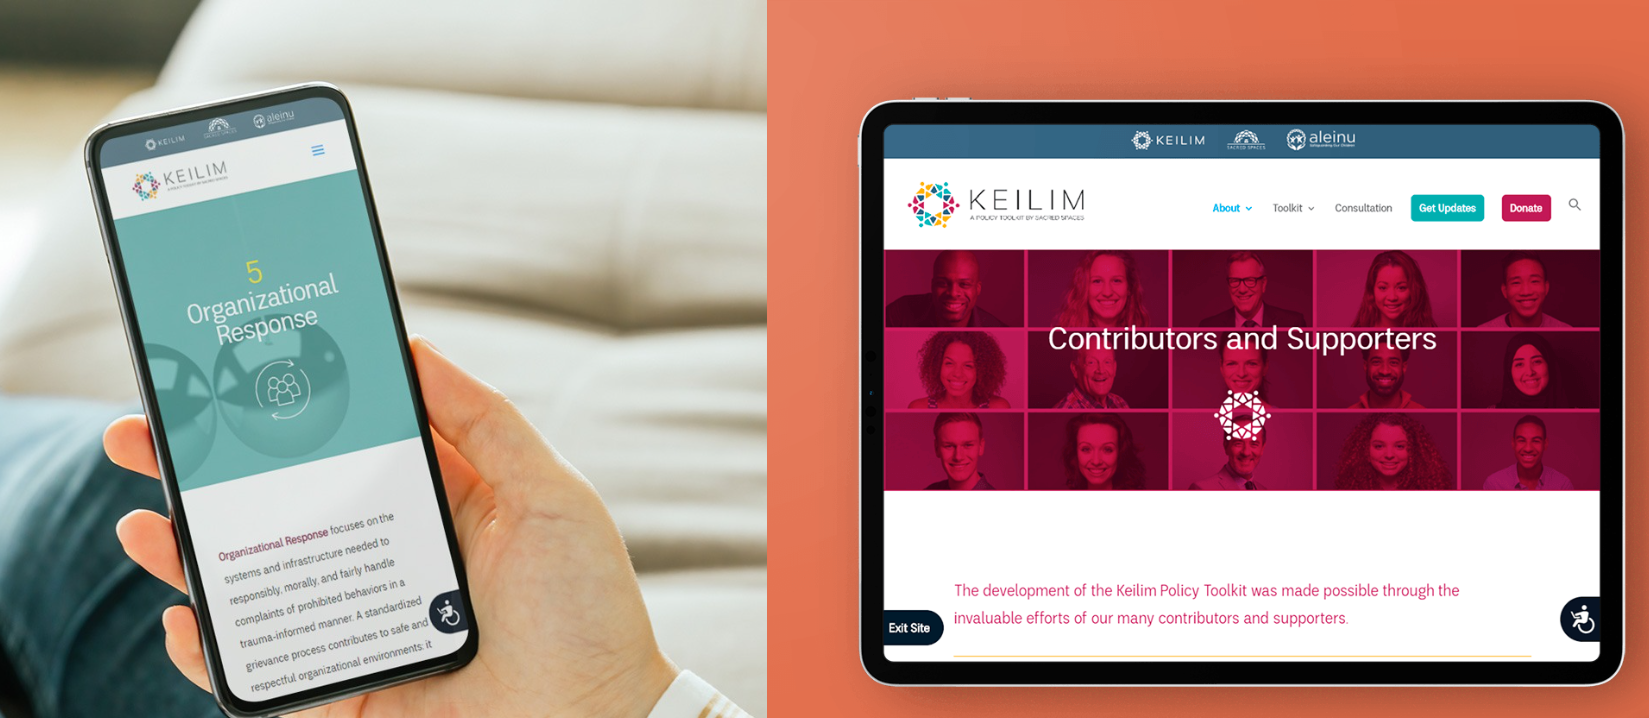 KEILIM
SACRED SPACES
aleinu
KEILIM
A POLICY TOOLKIT BY SACRED SPACES
5
Organizational
Response
Organizational Response focuses on the
systems and infrastructure needed to
responsibly, morally, and fairly handle
complaints of prohibited behaviors in a
trauma-informed manner. A standardized
grievance process contributes to safe and
respectful organizational environments: it
KEILIM
SACRED SPACES
aleinu
Safeguarding Our Children
KEILIM
A POLICY TOOLKIT BY SACRED SPACES
About
Toolkit
Consultation
Get Updates
Donate
Contributors and Supporters
The development of the Keilim Policy Toolkit was made possible through the
invaluable efforts of our many contributors and supporters.
Exit Site